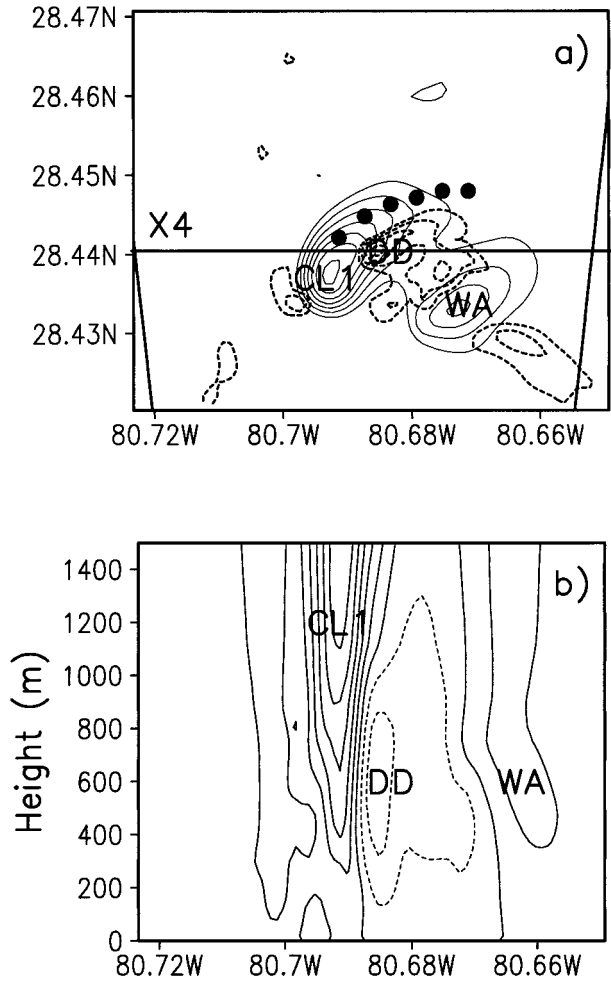 28.47N
a)
28.46N
28.45N
X4
28.44N
DD
CL1
WA
28.43N
80.72W 80.7W 80.68W 80.66W
b)
1400
1200
CL1
1000
800
DD
WA
600
400
200
0
Height (m)
80.72W 80.7W 80.68W 80.66W